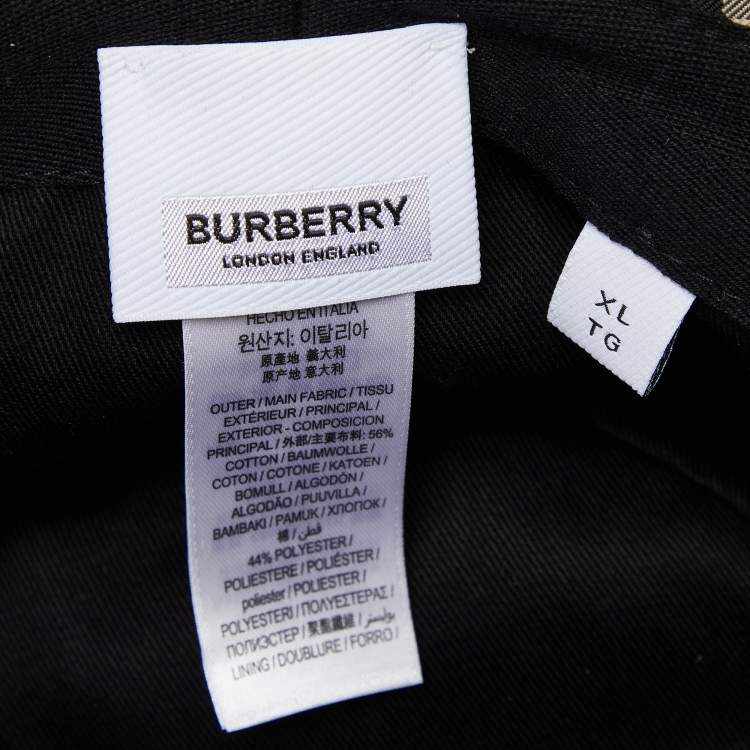 BURBERRY
LONDON ENGLAND
HECHO EN ITALIA
원산지: 이탈리아
原產地 義大利
原产地 意大利
OUTER / MAIN FABRIC / TISSU
EXTÉRIEUR / PRINCIPAL /
EXTERIOR - COMPOSICION
PRINCIPAL / 外部/主要布料: 56%
COTTON / BAUMWOLLE /
COTON / COTONE / KATOEN /
BOMULL / ALGODÓN /
ALGODÃO / PUUVILLA /
BAMBAKI / PAMUK / ХЛОПОК /
棉 / قطن /
44% POLYESTER /
POLIESTERE / POLIÉSTER /
poliester / POLIESTER /
POLYESTERI / ΠΟΛΥΕΣΤΕΡΑΣ /
ПОЛИЭСТЕР / 聚酯纖維 / بوليستر /
LINING / DOUBLURE / FORRO /
XL
TG